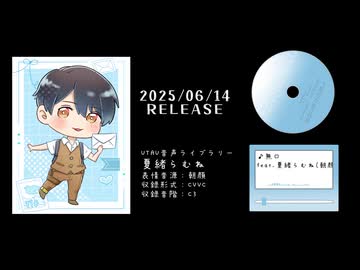 2025/06/14
RELEASE
UTAU音声ライブラリー
夏緒らむね
表情音源：朝顔
収録形式：CVVC
収録音階：C3
♪無口
feat.夏緒らむね(朝顔